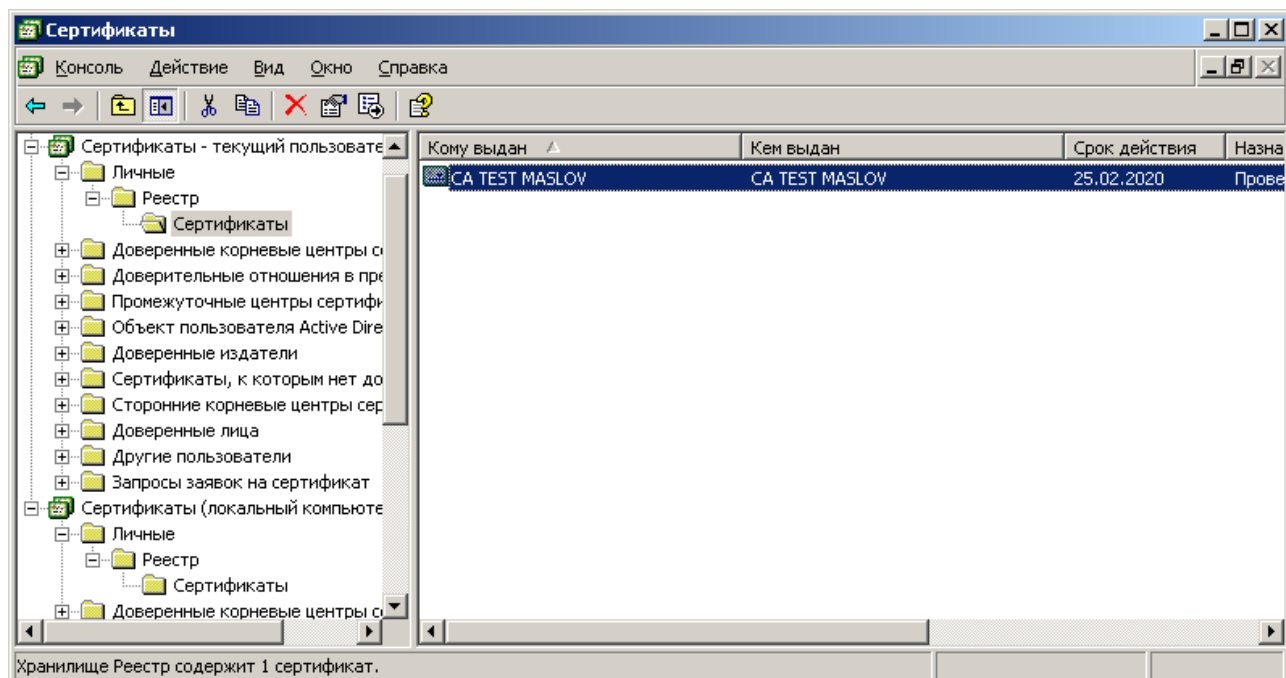 Сертификаты
Консоль Действие Вид Окно Справка
Сертификаты - текущий пользовате
Личные
Реестр
Сертификаты
Доверенные корневые центры с
Доверительные отношения в пре
Промежуточные центры сертифи
Объект пользователя Active Dire
Доверенные издатели
Сертификаты, к которым нет до
Сторонние корневые центры сер
Доверенные лица
Другие пользователи
Запросы заявок на сертификат
Сертификаты (локальный компьюте
Личные
Реестр
Сертификаты
Доверенные корневые центры с
Кому выдан Кем выдан Срок действия Назна
CA TEST MASLOV CA TEST MASLOV 25.02.2020 Прове
Хранилище Реестр содержит 1 сертификат.